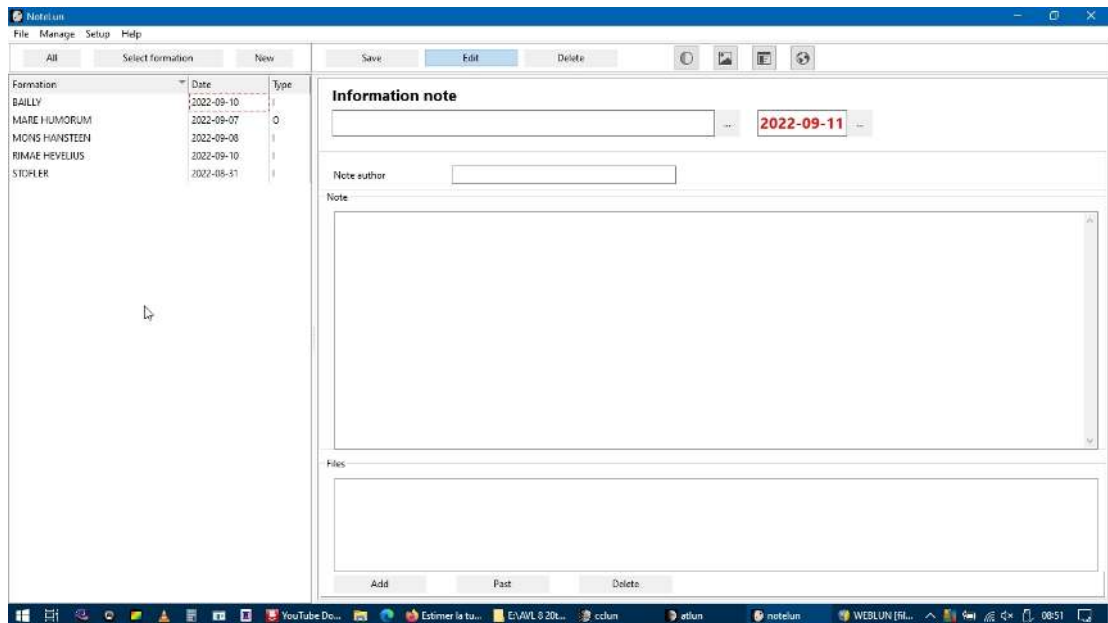 NoteLun
File Manage Setup Help
All Select formation New Save Edit Delete
Formation Date Type
BAILLY 2022-09-10 I
MARE HUMORUM 2022-09-07 O
MONS HANSTEEN 2022-09-08 I
RIMAE HEVELIUS 2022-09-10 I
STOFLER 2022-08-31 I
Information note
... 2022-09-11 ...
Note author
Note
Files
Add Past Delete
YouTube Do... Estimer la tu... E:\AVL 8 20t... cclun atlun notelun WEBLUN [fil... 08:51